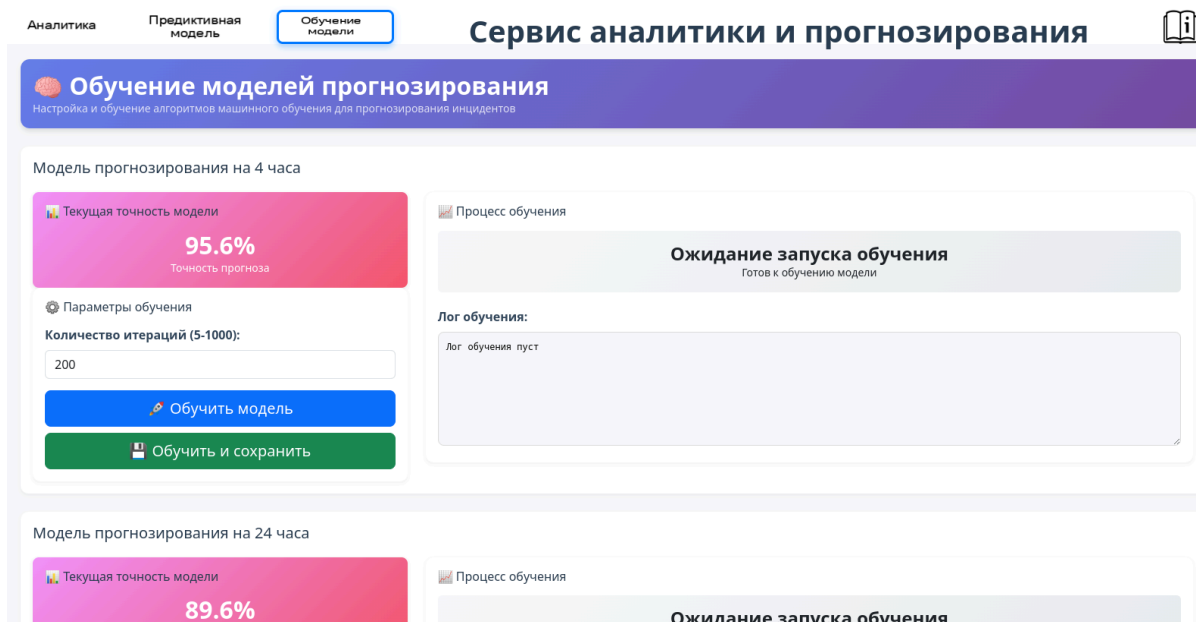 Аналитика
Предиктивная
модель
Обучение
модели
Сервис аналитики и прогнозирования
🧠 Обучение моделей прогнозирования
Настройка и обучение алгоритмов машинного обучения для прогнозирования инцидентов
Модель прогнозирования на 4 часа
📊 Текущая точность модели
95.6%
Точность прогноза
⚙️ Параметры обучения
Количество итераций (5-1000):
200
🚀 Обучить модель
💾 Обучить и сохранить
📈 Процесс обучения
Ожидание запуска обучения
Готов к обучению модели
Лог обучения:
Лог обучения пуст
Модель прогнозирования на 24 часа
📊 Текущая точность модели
89.6%
📈 Процесс обучения
Ожидание запуска обучения